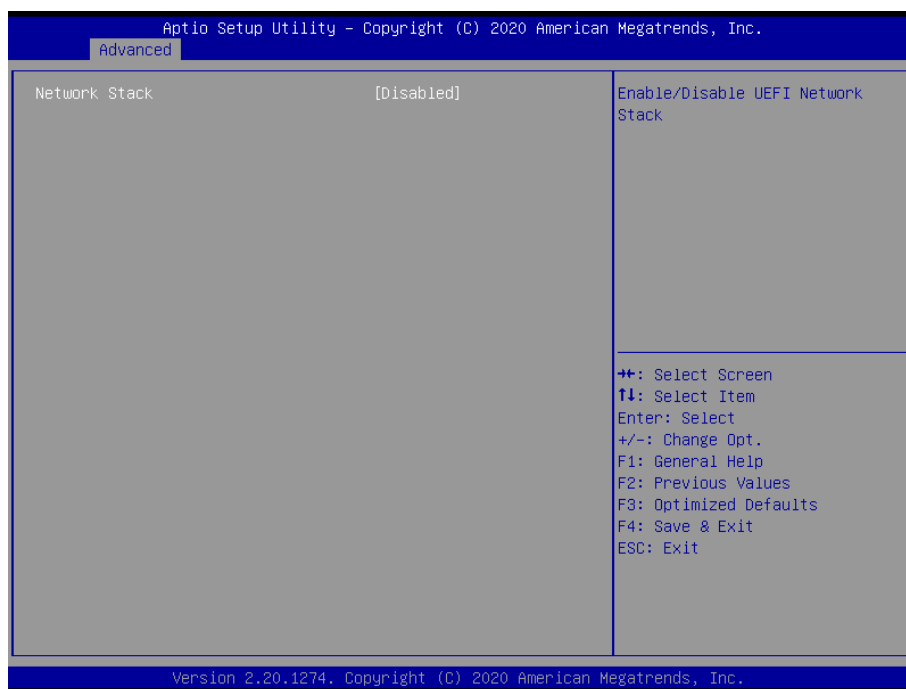 Aptio Setup Utility – Copyright (C) 2020 American Megatrends, Inc.
Advanced
Network Stack [Disabled]
Enable/Disable UEFI Network
Stack
→←: Select Screen
↑↓: Select Item
Enter: Select
+/-: Change Opt.
F1: General Help
F2: Previous Values
F3: Optimized Defaults
F4: Save & Exit
ESC: Exit
Version 2.20.1274. Copyright (C) 2020 American Megatrends, Inc.